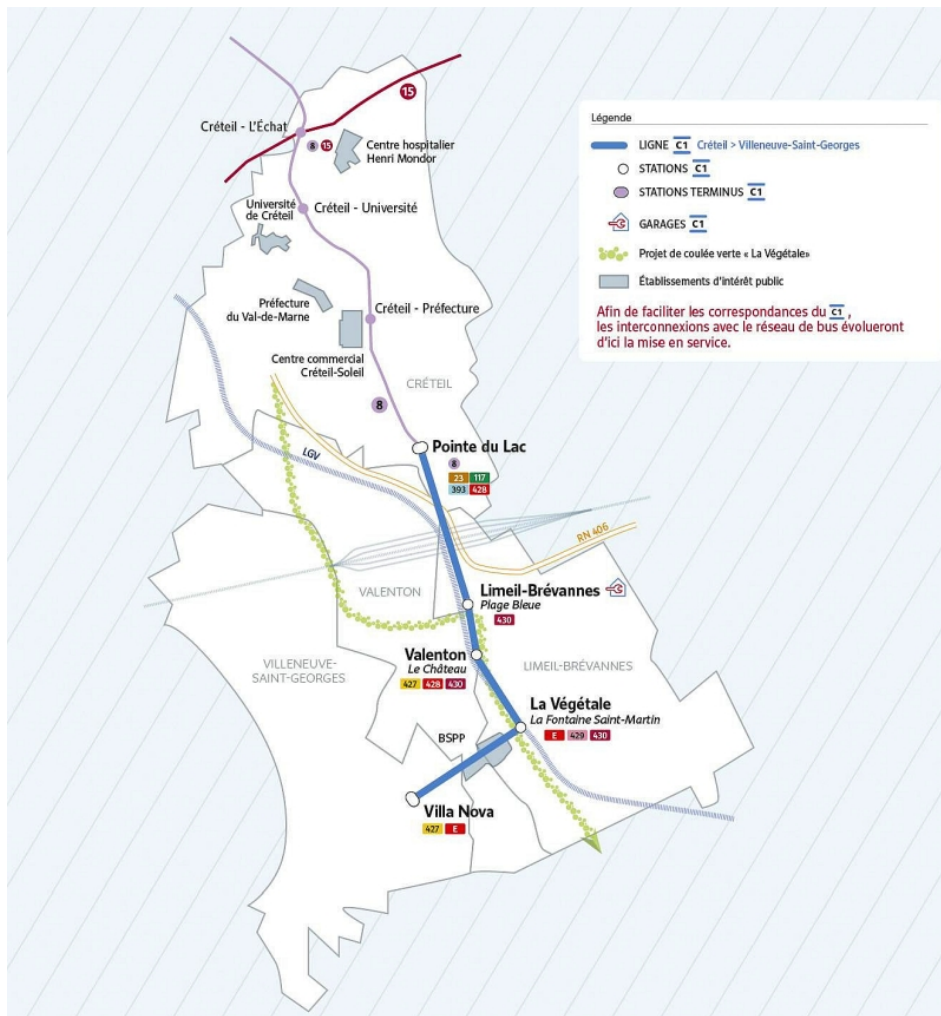 15
Créteil - L'Échat
8 15
Centre hospitalier
Henri Mondor
Université
de Créteil
Créteil - Université
Préfecture
du Val-de-Marne
Créteil - Préfecture
Centre commercial
Créteil-Soleil
CRÉTEIL
8
LGV
Pointe du Lac
8
23 117
393 428
RN 406
VALENTON
Limeil-Brévannes
Plage Bleue
430
Valenton
Le Château
427 428 430
VILLENEUVE-
SAINT-GEORGES
LIMEIL-BRÉVANNES
La Végétale
La Fontaine Saint-Martin
E 429 430
BSPP
Villa Nova
427 E
Légende
LIGNE C1 Créteil > Villeneuve-Saint-Georges
STATIONS C1
STATIONS TERMINUS C1
GARAGES C1
Projet de coulée verte « La Végétale»
Établissements d'intérêt public
Afin de faciliter les correspondances du C1 ,
les interconnexions avec le réseau de bus évolueront
d'ici la mise en service.